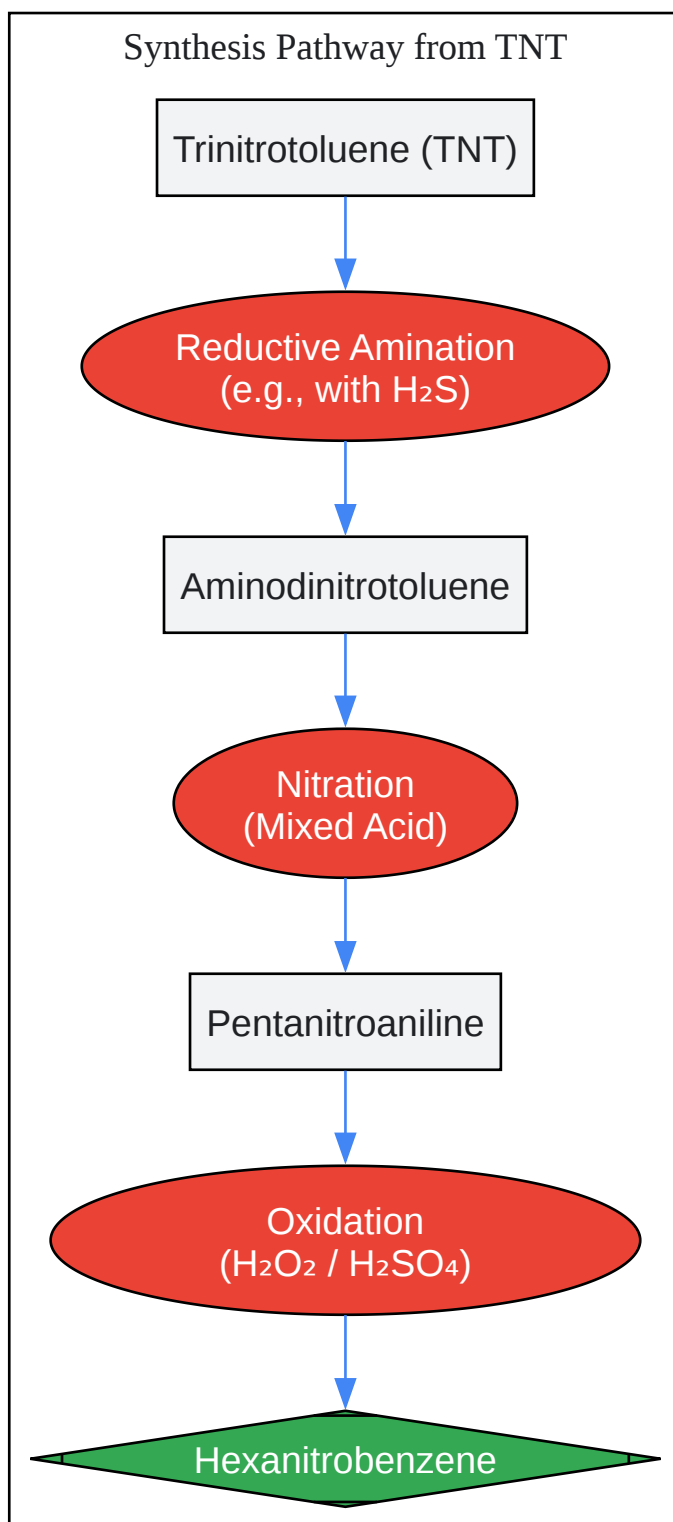 Synthesis Pathway from TNT
Trinitrotoluene (TNT)
Reductive Amination
(e.g., with H₂S)
Aminodinitrotoluene
Nitration
(Mixed Acid)
Pentanitroaniline
Oxidation
(H₂O₂ / H₂SO₄)
Hexanitrobenzene